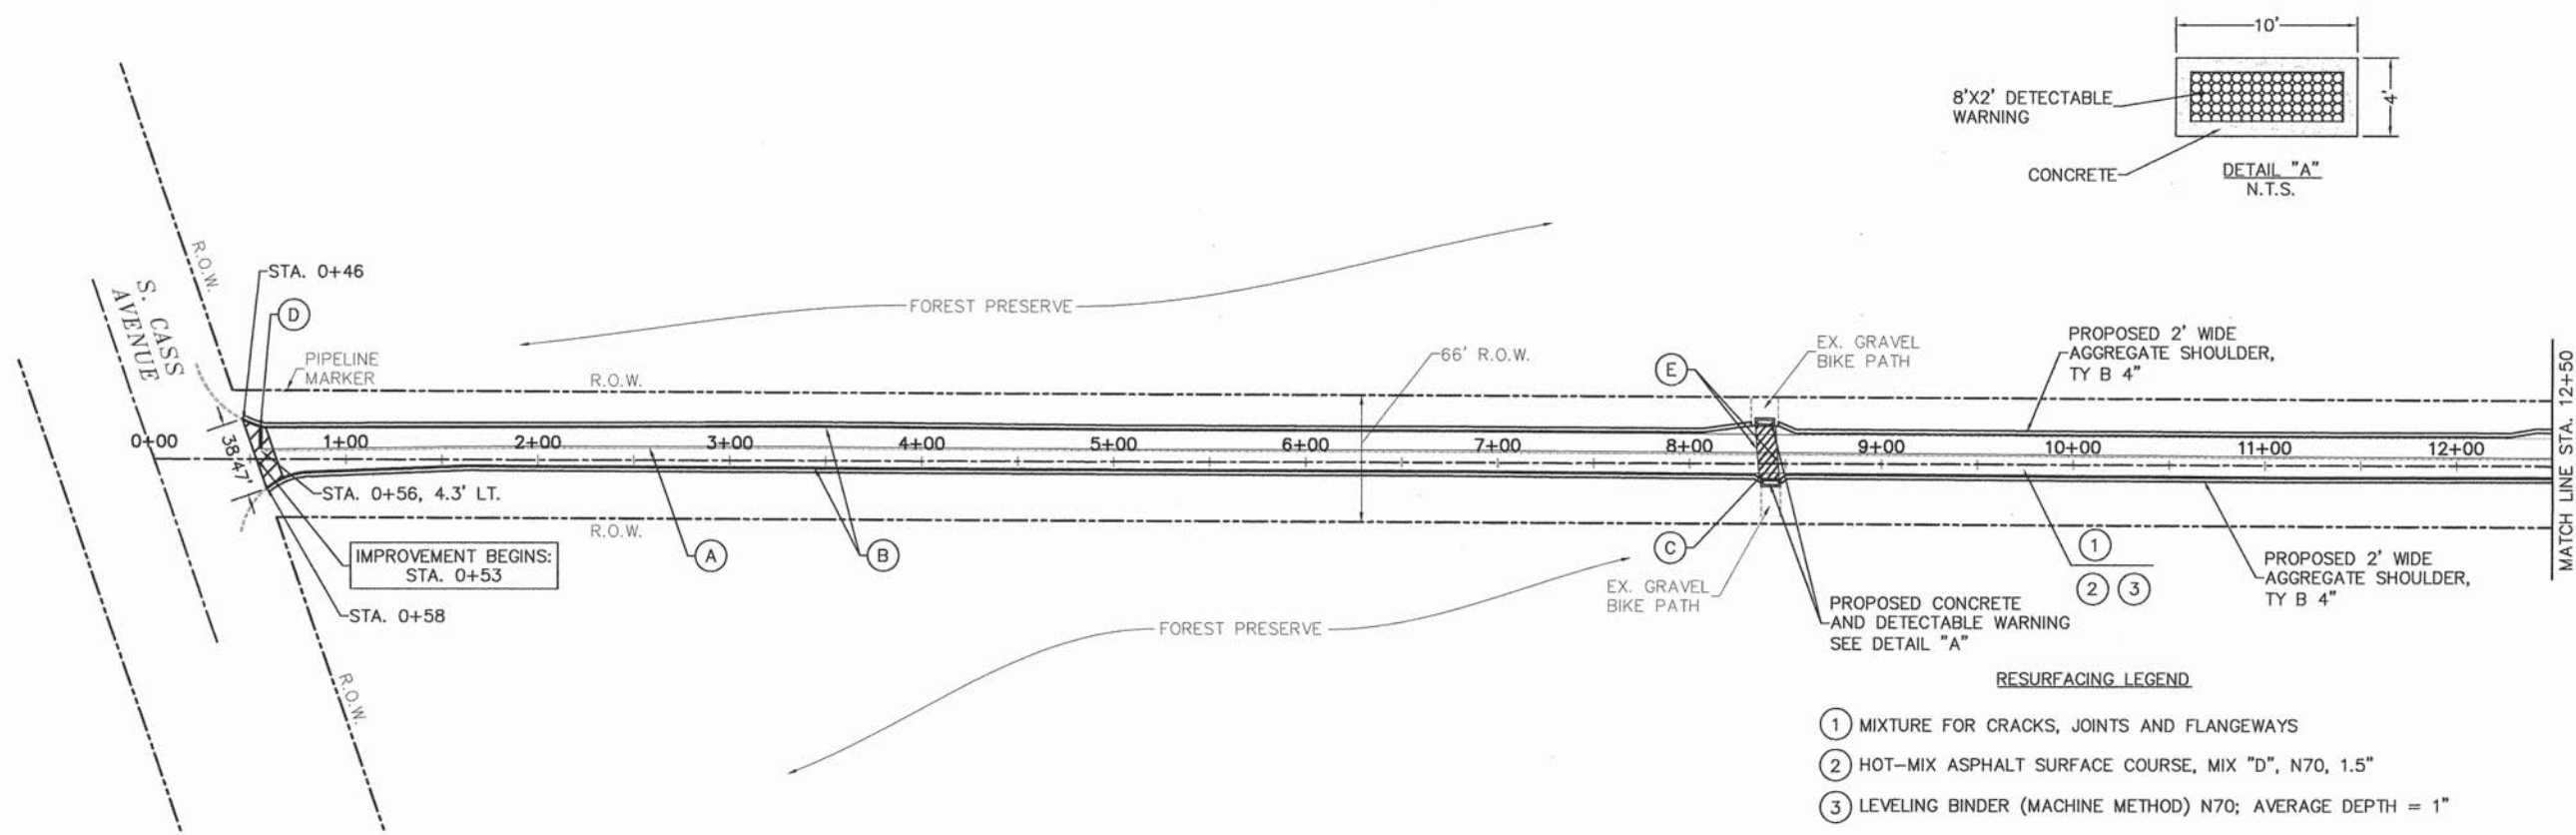 10'
8'X2' DETECTABLE
WARNING
4'
CONCRETE
DETAIL "A"
N.T.S.
R.O.W.
S. CASS
AVENUE
STA. 0+46
D
PIPELINE
MARKER
R.O.W.
FOREST PRESERVE
66' R.O.W.
E
EX. GRAVEL
BIKE PATH
PROPOSED 2' WIDE
AGGREGATE SHOULDER,
TY B 4"
MATCH LINE STA. 12+50
0+00
38.47'
1+00
2+00
3+00
4+00
5+00
6+00
7+00
8+00
9+00
10+00
11+00
12+00
STA. 0+56, 4.3' LT.
R.O.W.
IMPROVEMENT BEGINS:
STA. 0+53
A
B
C
1
2 3
PROPOSED 2' WIDE
AGGREGATE SHOULDER,
TY B 4"
STA. 0+58
EX. GRAVEL
BIKE PATH
PROPOSED CONCRETE
AND DETECTABLE WARNING
SEE DETAIL "A"
FOREST PRESERVE
R.O.W.
RESURFACING LEGEND
1 MIXTURE FOR CRACKS, JOINTS AND FLANGEWAYS
2 HOT-MIX ASPHALT SURFACE COURSE, MIX "D", N70, 1.5"
3 LEVELING BINDER (MACHINE METHOD) N70; AVERAGE DEPTH = 1"